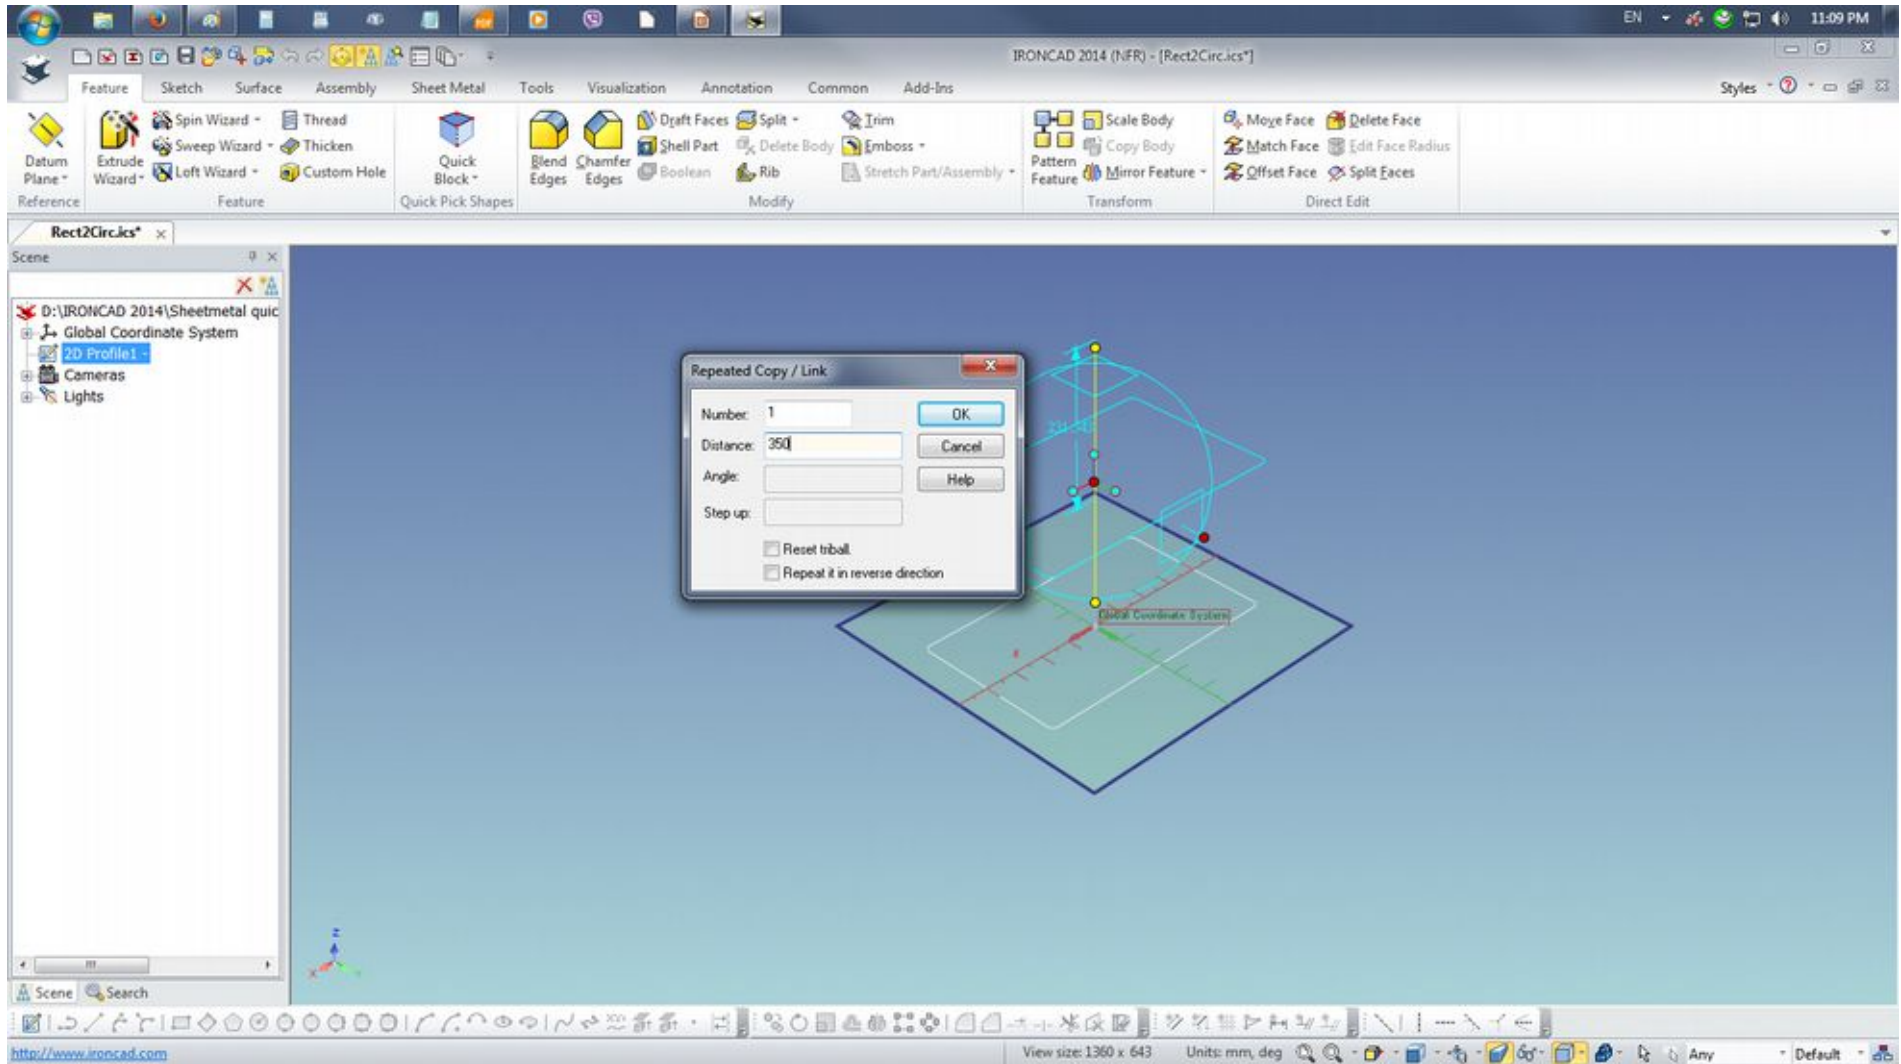 EN 11:09 PM
IRONCAD 2014 (NFR) - [Rect2Circ.ics*]
Feature Sketch Surface Assembly Sheet Metal Tools Visualization Annotation Common Add-Ins Styles
Datum Plane
Reference
Extrude Wizard
Spin Wizard
Sweep Wizard
Loft Wizard
Thread
Thicken
Custom Hole
Feature
Quick Block
Quick Pick Shapes
Blend Edges
Chamfer Edges
Draft Faces
Shell Part
Boolean
Split
Delete Body
Rib
Trim
Emboss
Stretch Part/Assembly
Modify
Pattern Feature
Scale Body
Copy Body
Mirror Feature
Transform
Move Face
Match Face
Offset Face
Delete Face
Edit Face Radius
Split Faces
Direct Edit
Rect2Circ.ics*
Scene
D:\IRONCAD 2014\Sheetmetal quic
Global Coordinate System
2D Profile1 -
Cameras
Lights
Repeated Copy / Link
Number: 1
OK
Distance: 350
Cancel
Angle:
Help
Step up:
Reset triball.
Repeat it in reverse direction
Global Coordinate System
z
x
Scene Search
http://www.ironcad.com
View size: 1360 x 643 Units: mm, deg Any Default